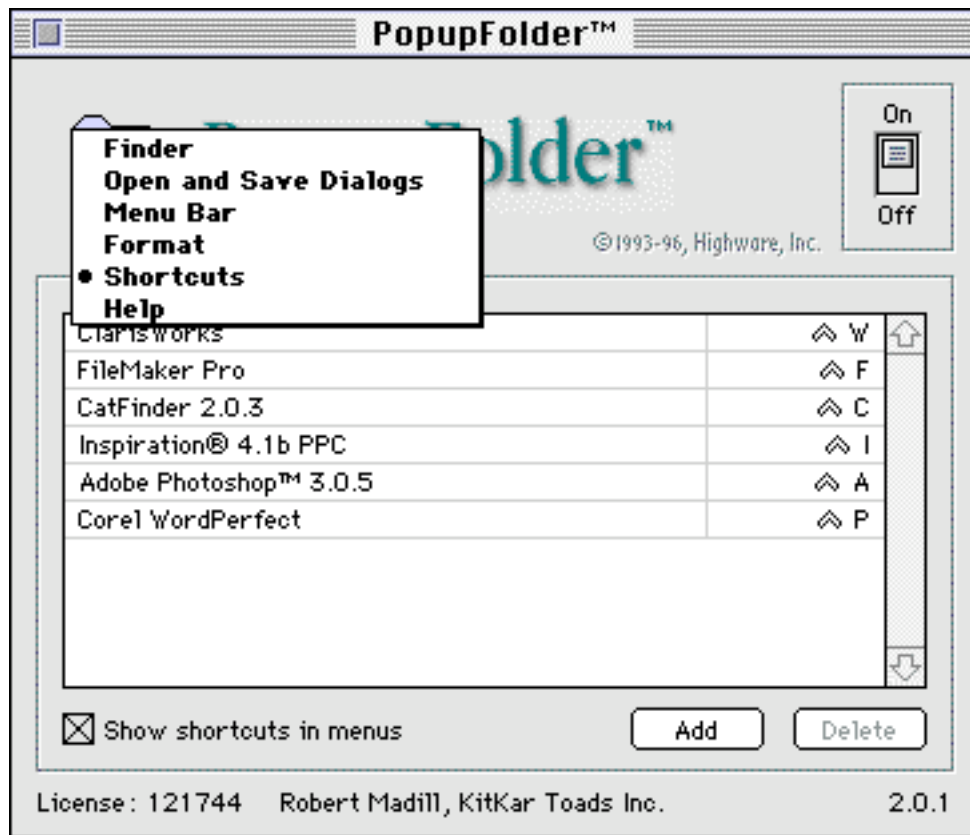 PopupFolder™
Finder
Open and Save Dialogs
Menu Bar
Format
• Shortcuts
Help
™
On
Off
©1993-96, Highware, Inc.
ClarisWorks W
FileMaker Pro F
CatFinder 2.0.3 C
Inspiration® 4.1b PPC I
Adobe Photoshop™ 3.0.5 A
Corel WordPerfect P
Show shortcuts in menus
Add
Delete
License: 121744 Robert Madill, KitKar Toads Inc. 2.0.1